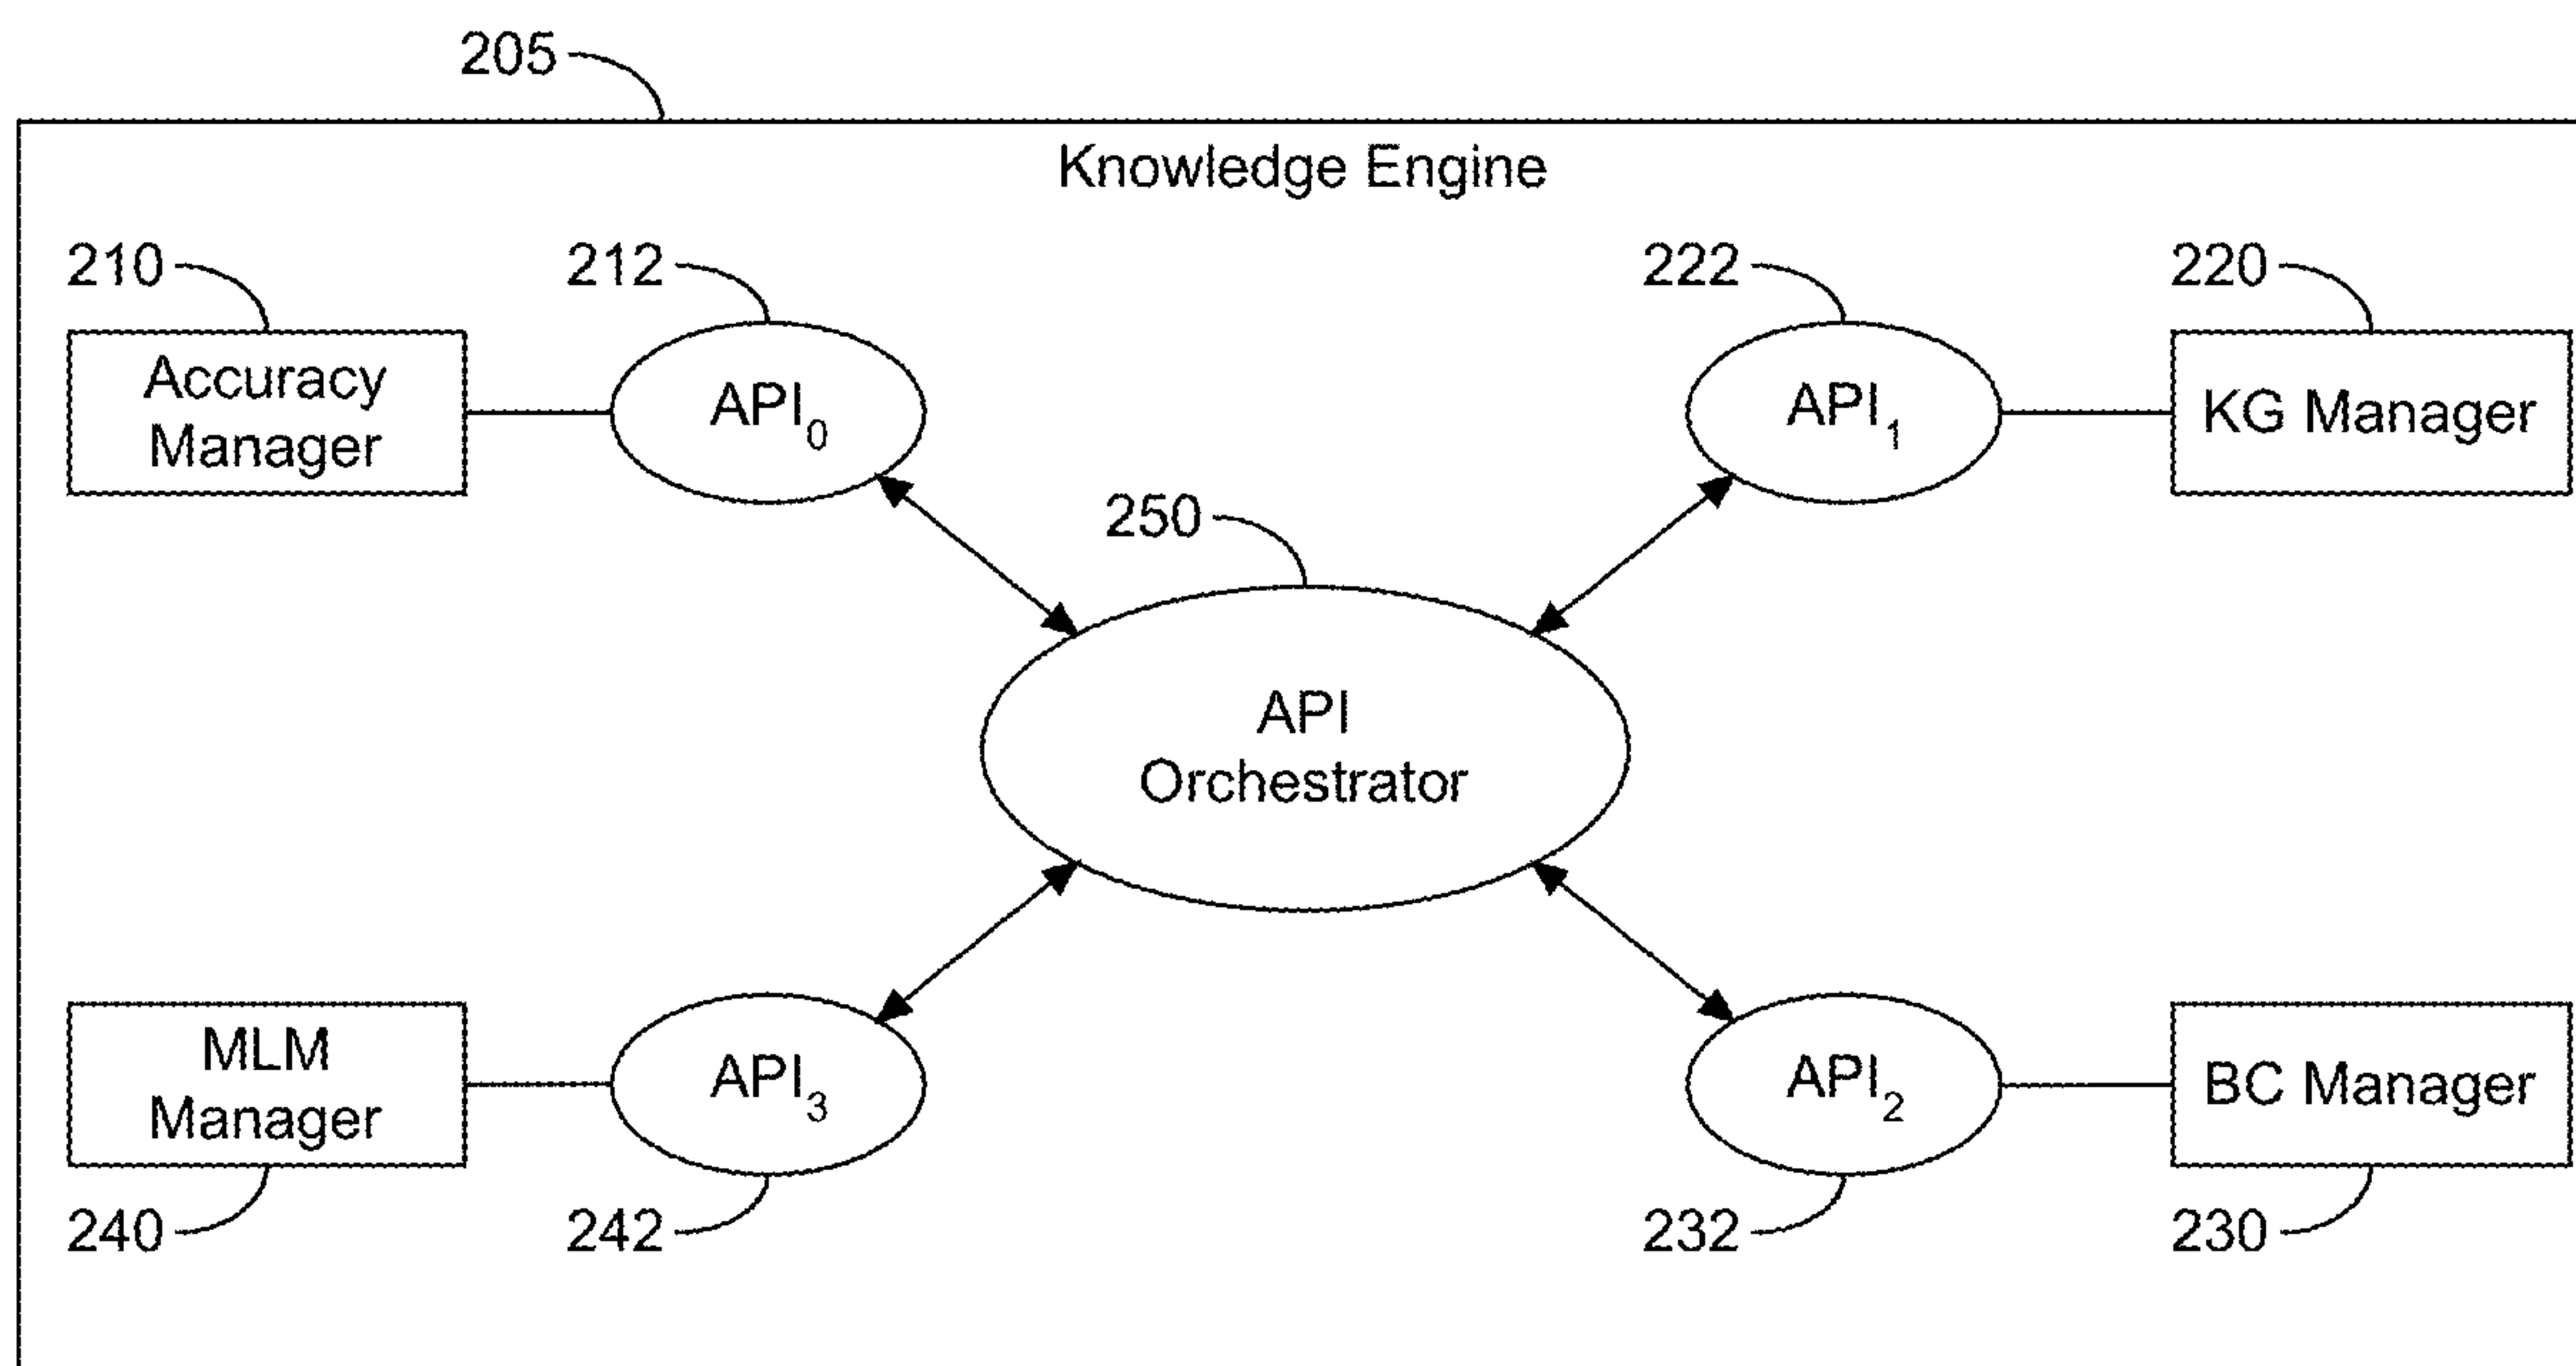 205
Knowledge Engine
210
212
222
220
Accuracy
Manager
API₀
API₁
KG Manager
250
API
Orchestrator
MLM
Manager
API₃
API₂
BC Manager
240
242
232
230